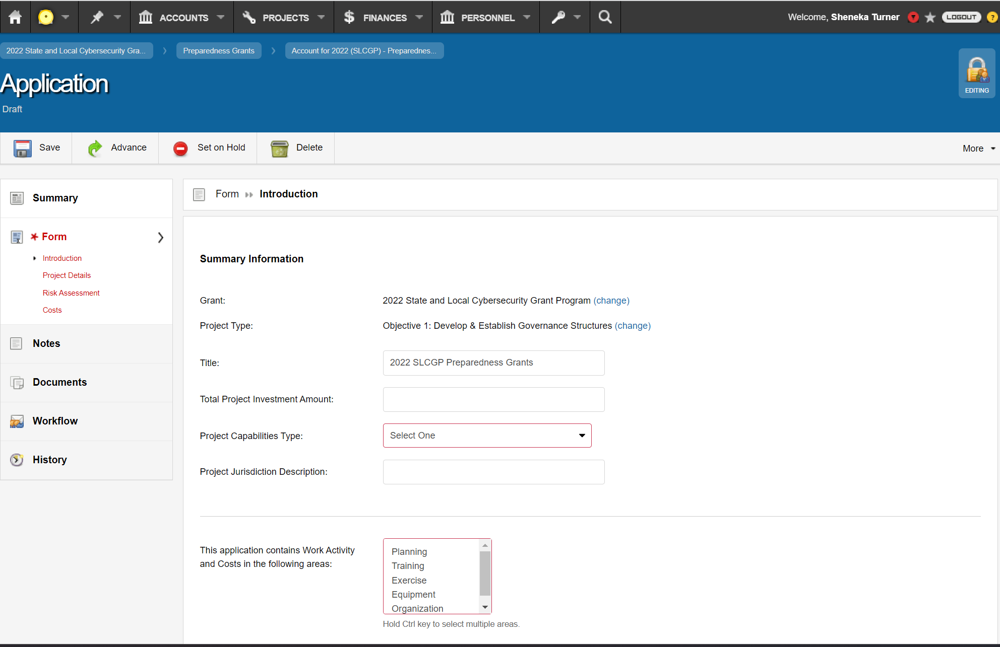 ACCOUNTS PROJECTS FINANCES PERSONNEL Welcome, Sheneka Turner LOGOUT ?
2022 State and Local Cybersecurity Gra... Preparedness Grants Account for 2022 (SLCGP) - Preparednes...
Application
EDITING
Draft
Save Advance Set on Hold Delete More
Summary
Form Introduction
* Form
Introduction
Project Details
Risk Assessment
Costs
Notes
Documents
Workflow
History
Summary Information
Grant: 2022 State and Local Cybersecurity Grant Program (change)
Project Type: Objective 1: Develop & Establish Governance Structures (change)
Title: 2022 SLCGP Preparedness Grants
Total Project Investment Amount:
Project Capabilities Type: Select One
Project Jurisdiction Description:
This application contains Work Activity
and Costs in the following areas:
Planning
Training
Exercise
Equipment
Organization
Hold Ctrl key to select multiple areas.